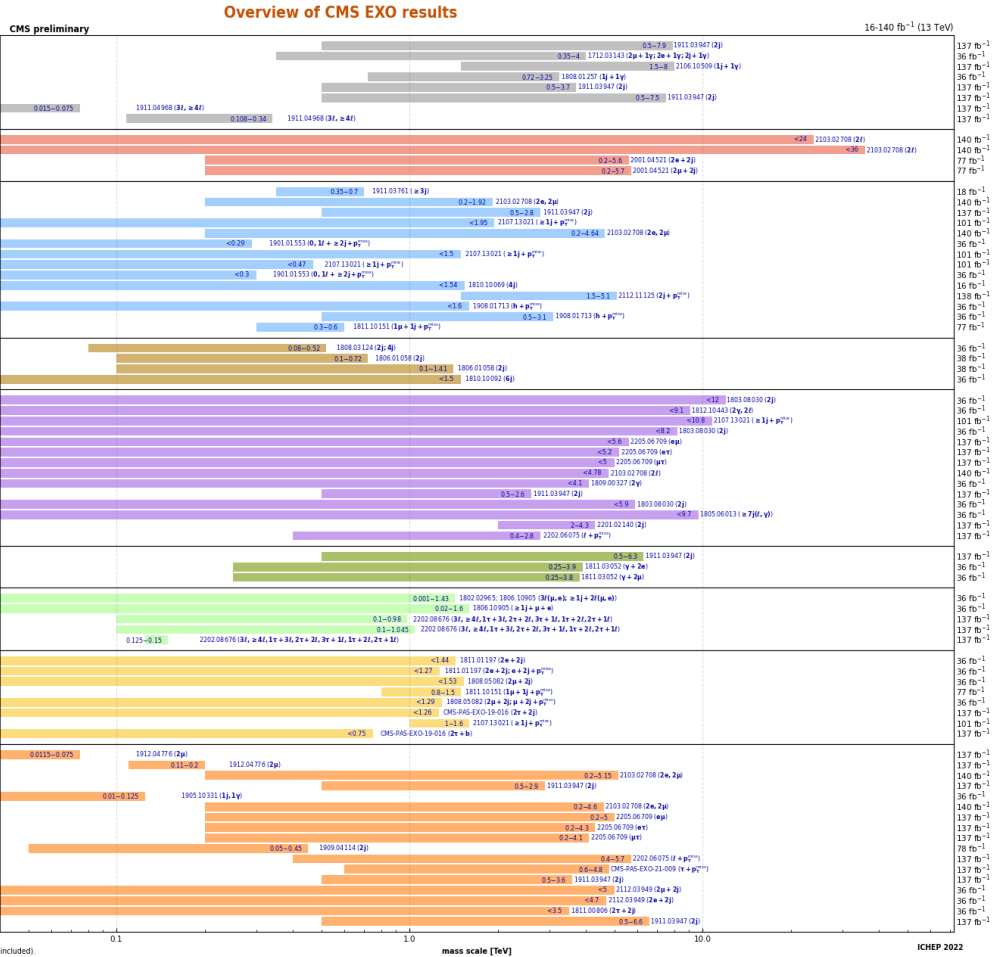 Overview of CMS EXO results
CMS preliminary 16-140 fb⁻¹ (13 TeV)
0.5−7.9 1911.03947 (2j) 137 fb⁻¹
0.35−4 1712.03143 (2μ + 1γ; 2e + 1γ; 2j + 1γ) 36 fb⁻¹
1.5−8 2106.10509 (1j + 1γ) 137 fb⁻¹
0.72−3.25 1808.01257 (1j + 1γ) 36 fb⁻¹
0.5−3.7 1911.03947 (2j) 137 fb⁻¹
0.5−7.5 1911.03947 (2j) 137 fb⁻¹
0.015−0.075 1911.04968 (3ℓ, ≥4ℓ) 137 fb⁻¹
0.108−0.34 1911.04968 (3ℓ, ≥4ℓ) 137 fb⁻¹
<24 2103.02708 (2ℓ) 140 fb⁻¹
<36 2103.02708 (2ℓ) 140 fb⁻¹
0.2−5.6 2001.04521 (2e + 2j) 77 fb⁻¹
0.2−5.7 2001.04521 (2μ + 2j) 77 fb⁻¹
0.35−0.7 1911.03761 (≥3j) 18 fb⁻¹
0.2−1.92 2103.02708 (2e, 2μ) 140 fb⁻¹
0.5−2.8 1911.03947 (2j) 137 fb⁻¹
<1.95 2107.13021 (≥1j + pTmiss) 101 fb⁻¹
0.2−4.64 2103.02708 (2e, 2μ) 140 fb⁻¹
<0.29 1901.01553 (0, 1ℓ + ≥2j + pTmiss) 36 fb⁻¹
<1.5 2107.13021 (≥1j + pTmiss) 101 fb⁻¹
<0.47 2107.13021 (≥1j + pTmiss) 101 fb⁻¹
<0.3 1901.01553 (0, 1ℓ + ≥2j + pTmiss) 36 fb⁻¹
<1.54 1810.10069 (4j) 16 fb⁻¹
1.5−5.1 2112.11125 (2j + pTmiss) 138 fb⁻¹
<1.6 1908.01713 (h + pTmiss) 36 fb⁻¹
0.5−3.1 1908.01713 (h + pTmiss) 36 fb⁻¹
0.3−0.6 1811.10151 (1μ + 1j + pTmiss) 77 fb⁻¹
0.08−0.52 1808.03124 (2j; 4j) 36 fb⁻¹
0.1−0.72 1806.01058 (2j) 38 fb⁻¹
0.1−1.41 1806.01058 (2j) 38 fb⁻¹
<1.5 1810.10092 (6j) 36 fb⁻¹
<12 1803.08030 (2j) 36 fb⁻¹
<9.1 1812.10443 (2γ, 2ℓ) 36 fb⁻¹
<10.8 2107.13021 (≥1j + pTmiss) 101 fb⁻¹
<8.2 1803.08030 (2j) 36 fb⁻¹
<5.6 2205.06709 (eμ) 137 fb⁻¹
<5.2 2205.06709 (eτ) 137 fb⁻¹
<5 2205.06709 (μτ) 137 fb⁻¹
<4.78 2103.02708 (2ℓ) 140 fb⁻¹
<4.1 1809.00327 (2γ) 36 fb⁻¹
0.5−2.6 1911.03947 (2j) 137 fb⁻¹
<5.9 1803.08030 (2j) 36 fb⁻¹
<9.7 1805.06013 (≥7j(ℓ, γ)) 36 fb⁻¹
2−4.3 2201.02140 (2j) 137 fb⁻¹
0.4−2.8 2202.06075 (ℓ + pTmiss) 137 fb⁻¹
0.5−6.3 1911.03947 (2j) 137 fb⁻¹
0.25−3.9 1811.03052 (γ + 2e) 36 fb⁻¹
0.25−3.8 1811.03052 (γ + 2μ) 36 fb⁻¹
0.001−1.43 1802.02965; 1806.10905 (3ℓ(μ, e); ≥1j + 2ℓ(μ, e)) 36 fb⁻¹
0.02−1.6 1806.10905 (≥1j + μ + e) 36 fb⁻¹
0.1−0.98 2202.08676 (3ℓ, ≥4ℓ, 1τ + 3ℓ, 2τ + 2ℓ, 3τ + 1ℓ, 1τ + 2ℓ, 2τ + 1ℓ) 137 fb⁻¹
0.1−1.045 2202.08676 (3ℓ, ≥4ℓ, 1τ + 3ℓ, 2τ + 2ℓ, 3τ + 1ℓ, 1τ + 2ℓ, 2τ + 1ℓ) 137 fb⁻¹
0.125−0.15 2202.08676 (3ℓ, ≥4ℓ, 1τ + 3ℓ, 2τ + 2ℓ, 3τ + 1ℓ, 1τ + 2ℓ, 2τ + 1ℓ) 137 fb⁻¹
<1.44 1811.01197 (2e + 2j) 36 fb⁻¹
<1.27 1811.01197 (2e + 2j; e + 2j + pTmiss) 36 fb⁻¹
<1.53 1808.05082 (2μ + 2j) 36 fb⁻¹
0.8−1.5 1811.10151 (1μ + 1j + pTmiss) 77 fb⁻¹
<1.29 1808.05082 (2μ + 2j; μ + 2j + pTmiss) 36 fb⁻¹
<1.26 CMS-PAS-EXO-19-016 (2τ + 2j) 137 fb⁻¹
1−1.6 2107.13021 (≥1j + pTmiss) 101 fb⁻¹
<0.75 CMS-PAS-EXO-19-016 (2τ + b) 137 fb⁻¹
0.0115−0.075 1912.04776 (2μ) 137 fb⁻¹
0.11−0.2 1912.04776 (2μ) 137 fb⁻¹
0.2−5.15 2103.02708 (2e, 2μ) 140 fb⁻¹
0.5−2.9 1911.03947 (2j) 137 fb⁻¹
0.01−0.125 1905.10331 (1j, 1γ) 36 fb⁻¹
0.2−4.6 2103.02708 (2e, 2μ) 140 fb⁻¹
0.2−5 2205.06709 (eμ) 137 fb⁻¹
0.2−4.3 2205.06709 (eτ) 137 fb⁻¹
0.2−4.1 2205.06709 (μτ) 137 fb⁻¹
0.05−0.45 1909.04114 (2j) 78 fb⁻¹
0.4−5.7 2202.06075 (ℓ + pTmiss) 137 fb⁻¹
0.6−4.8 CMS-PAS-EXO-21-009 (τ + pTmiss) 137 fb⁻¹
0.5−3.6 1911.03947 (2j) 137 fb⁻¹
<5 2112.03949 (2μ + 2j) 36 fb⁻¹
<4.7 2112.03949 (2e + 2j) 36 fb⁻¹
<3.5 1811.00806 (2τ + 2j) 36 fb⁻¹
0.5−6.6 1911.03947 (2j) 137 fb⁻¹
0.1 1.0 10.0
included). mass scale [TeV] ICHEP 2022